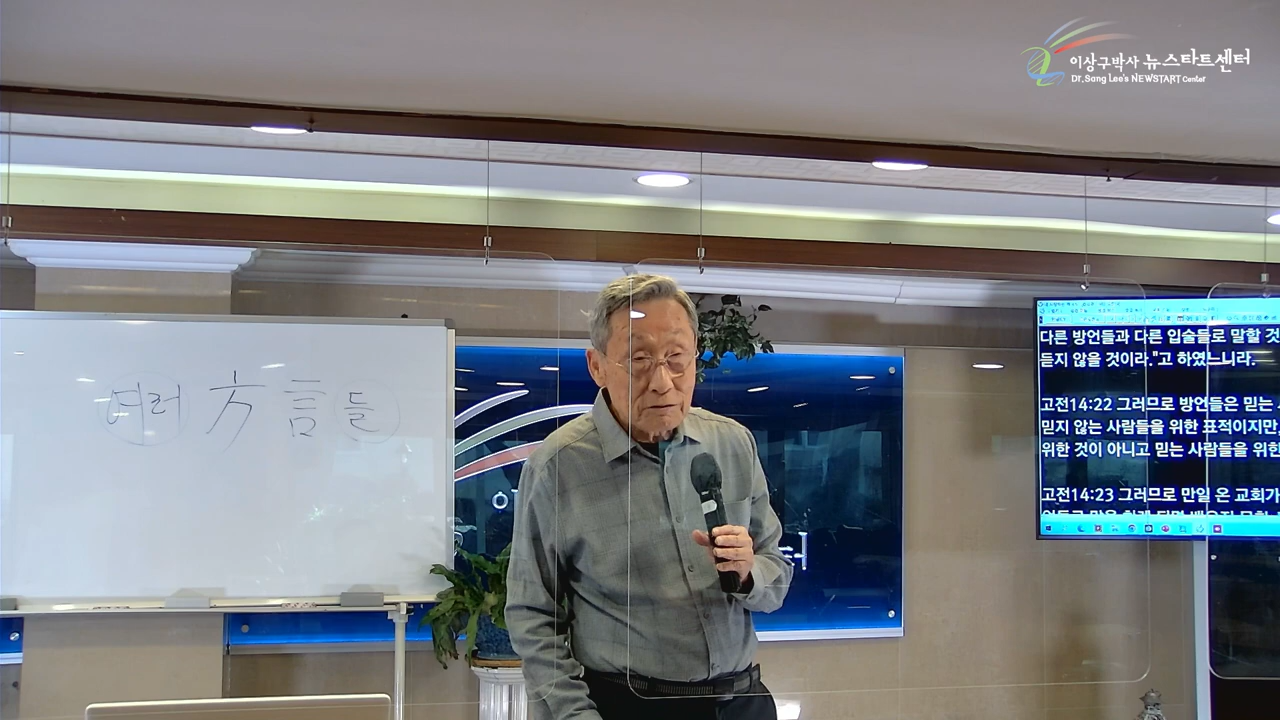 이상구박사 뉴스타트센터
Dr. Sang Lee's NEWSTART Center
여러 方言들
다른 방언들과 다른 입술들로 말할 것
듣지 않을 것이라."고 하였느니라.
고전14:22 그러므로 방언들은 믿는
믿지 않는 사람들을 위한 표적이지만,
위한 것이 아니고 믿는 사람들을 위한
고전14:23 그러므로 만일 온 교회가